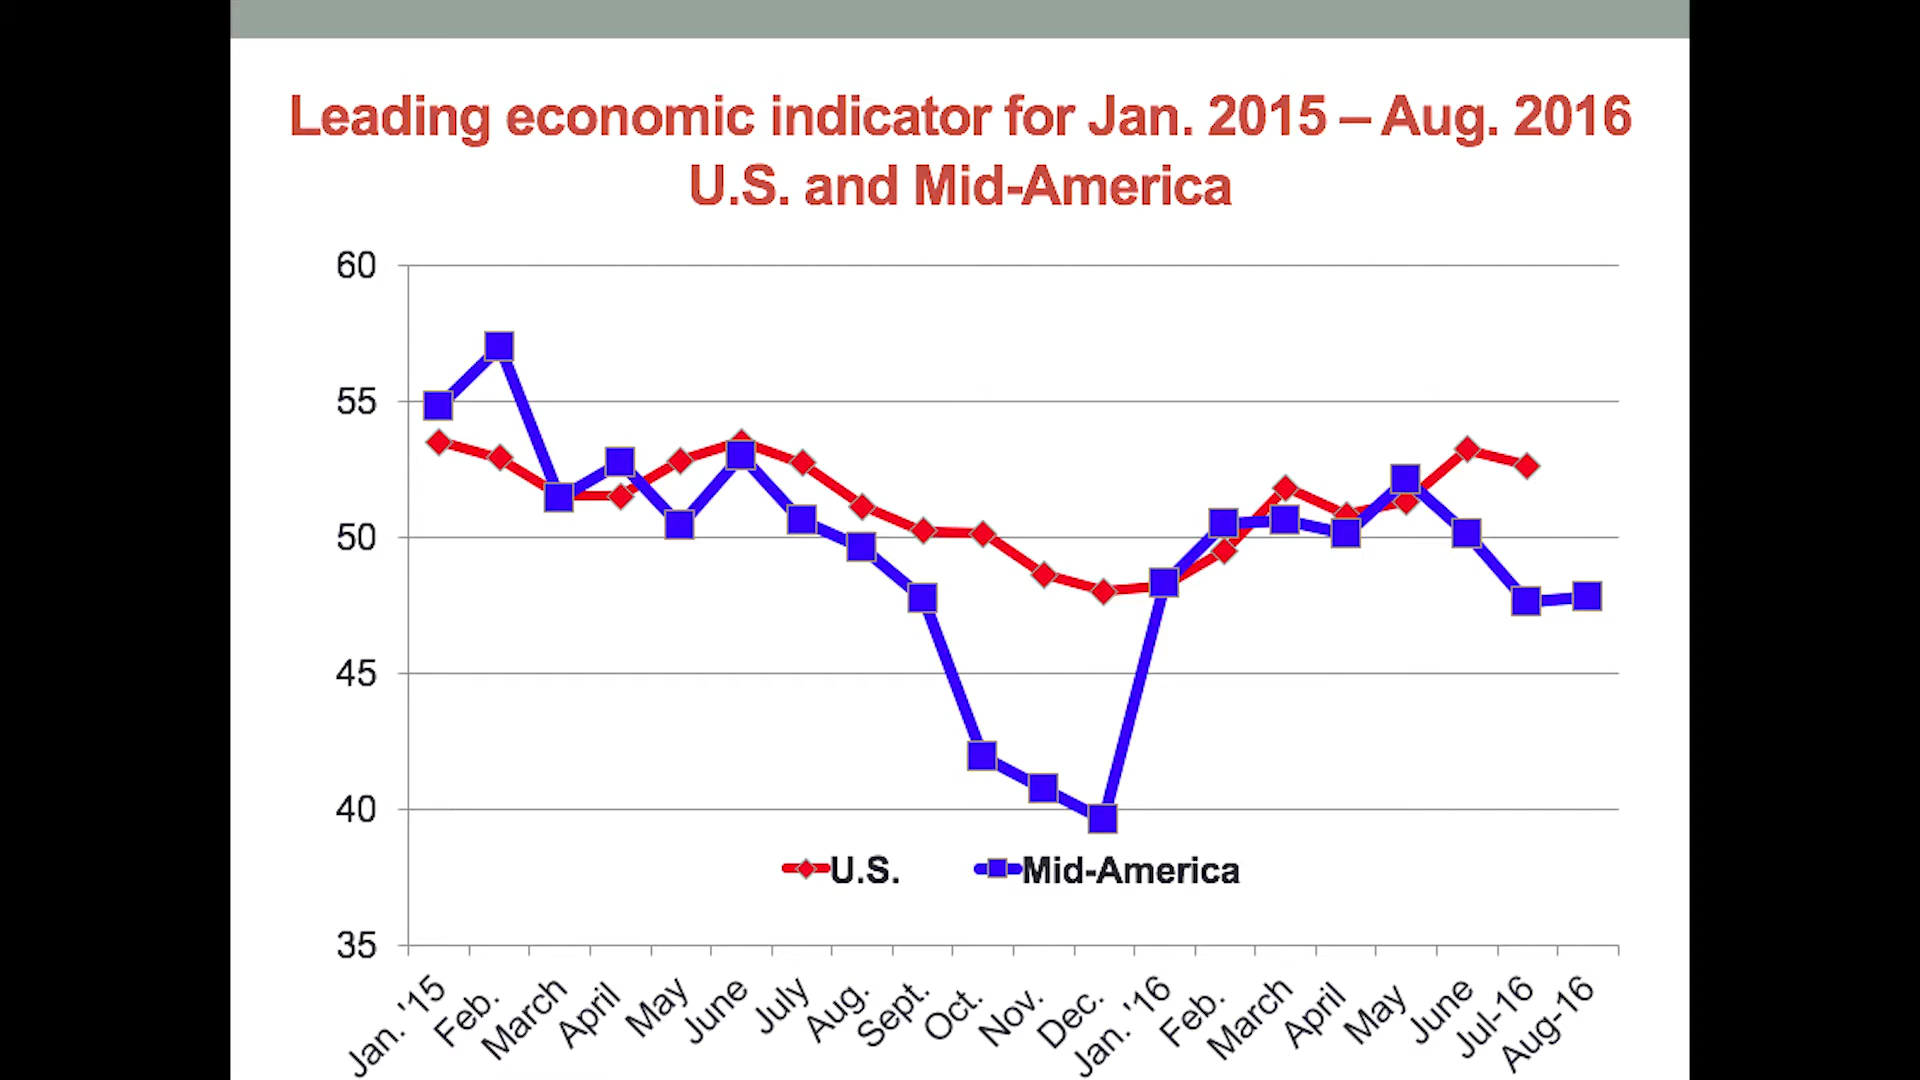 Leading economic indicator for Jan. 2015 – Aug. 2016
U.S. and Mid-America
60
55
50
45
40
35
U.S.
Mid-America
Jan. '15
Feb.
March
April
May
June
July
Aug.
Sept.
Oct.
Nov.
Dec.
Jan. '16
Feb.
March
April
May
June
Jul-16
Aug-16